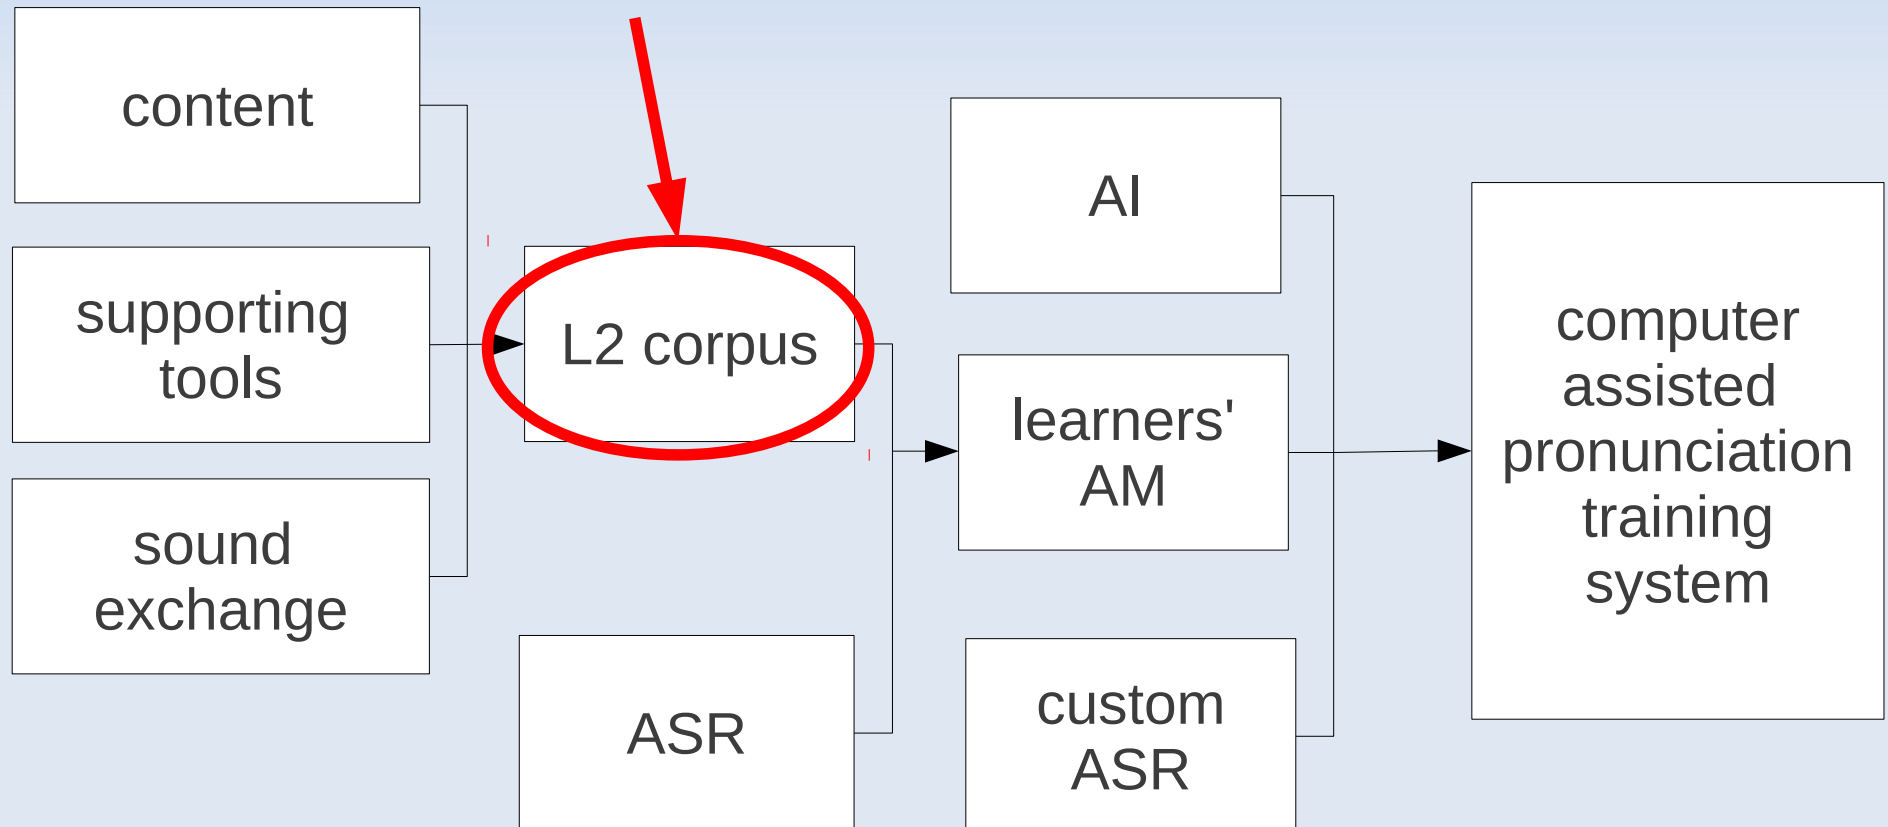 content
supporting
tools
sound
exchange
L2 corpus
ASR
AI
learners'
AM
custom
ASR
computer
assisted
pronunciation
training
system